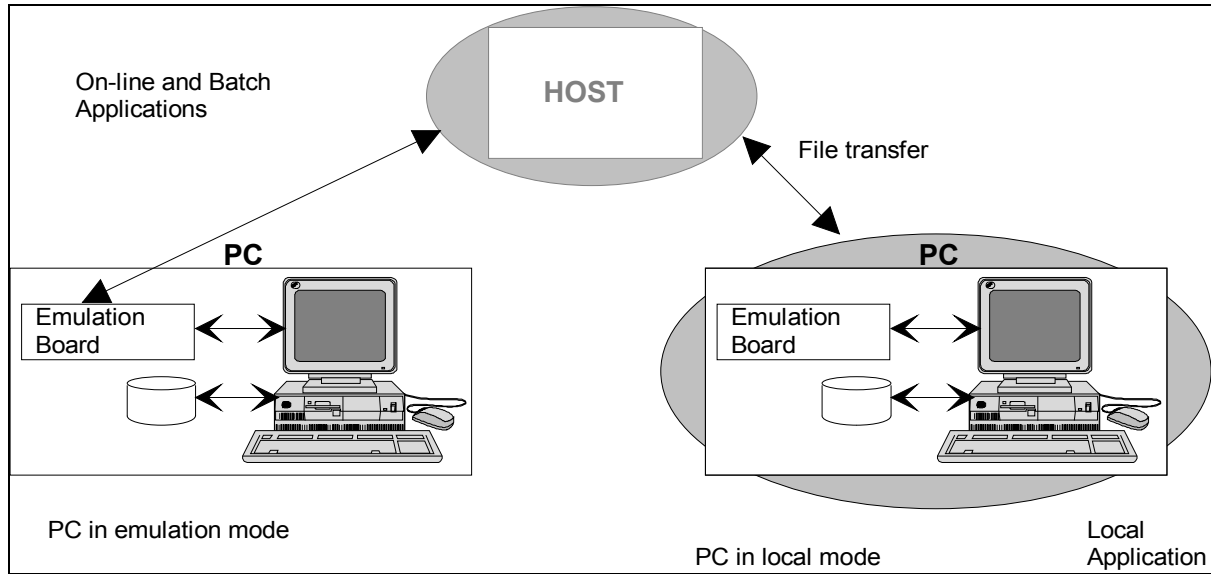 On-line and Batch
Applications
HOST
File transfer
PC
Emulation
Board
PC in emulation mode
PC
Emulation
Board
PC in local mode
Local
Application